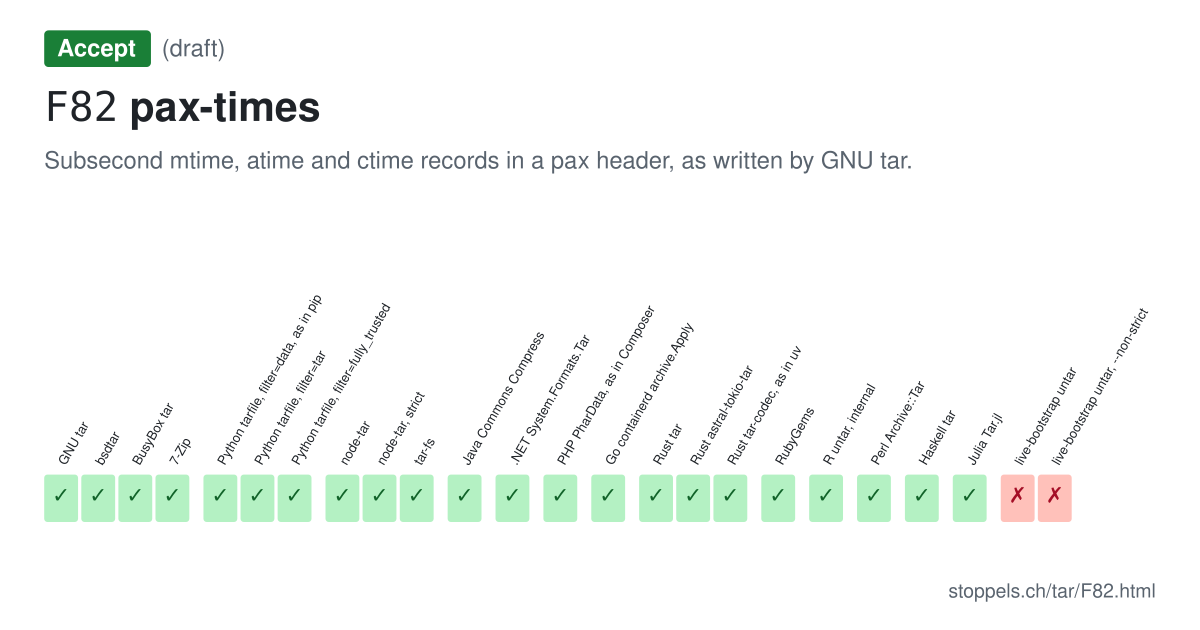 Accept (draft)
F82 pax-times
Subsecond mtime, atime and ctime records in a pax header, as written by GNU tar.
GNU tar
bsdtar
BusyBox tar
7-Zip
Python tarfile, filter=data, as in pip
Python tarfile, filter=tar
Python tarfile, filter=fully_trusted
node-tar
node-tar, strict
tar-fs
Java Commons Compress
.NET System.Formats.Tar
PHP PharData, as in Composer
Go containerd archive.Apply
Rust tar
Rust astral-tokio-tar
Rust tar-codec, as in uv
RubyGems
R untar, internal
Perl Archive::Tar
Haskell tar
Julia Tar.jl
live-bootstrap untar
live-bootstrap untar, --non-strict
✓ ✓ ✓ ✓ ✓ ✓ ✓ ✓ ✓ ✓ ✓ ✓ ✓ ✓ ✓ ✓ ✓ ✓ ✓ ✓ ✓ ✓ ✗ ✗
stoppels.ch/tar/F82.html